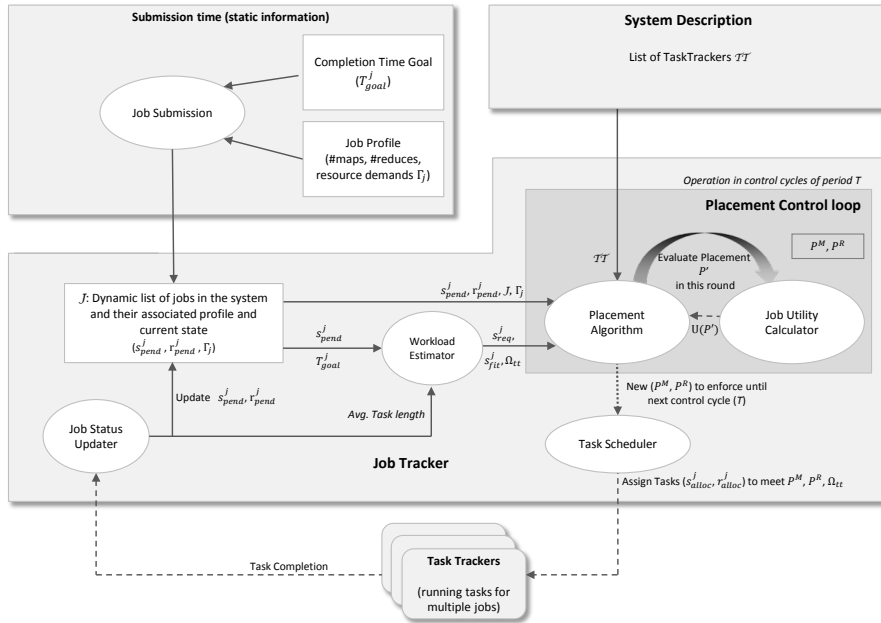 Submission time (static information)
Completion Time Goal
(T^j_goal)
Job Submission
Job Profile
(#maps, #reduces,
resource demands Γ_j)
System Description
List of TaskTrackers 𝒯𝒯
Operation in control cycles of period T
Placement Control loop
P^M, P^R
𝒯𝒯
Evaluate Placement
P'
in this round
Placement
Algorithm
U(P')
Job Utility
Calculator
J: Dynamic list of jobs in the system
and their associated profile and
current state
(s^j_pend , r^j_pend , Γ_j)
s^j_pend, r^j_pend, J, Γ_j
s^j_pend
T^j_goal
Workload
Estimator
s^j_req,
s^j_fit, Ω_tt
Update s^j_pend, r^j_pend
Avg. Task length
New (P^M, P^R) to enforce until
next control cycle (T)
Job Status
Updater
Job Tracker
Task Scheduler
Assign Tasks (s^j_alloc, r^j_alloc) to meet P^M, P^R, Ω_tt
Task Completion
Task Trackers
(running tasks for
multiple jobs)